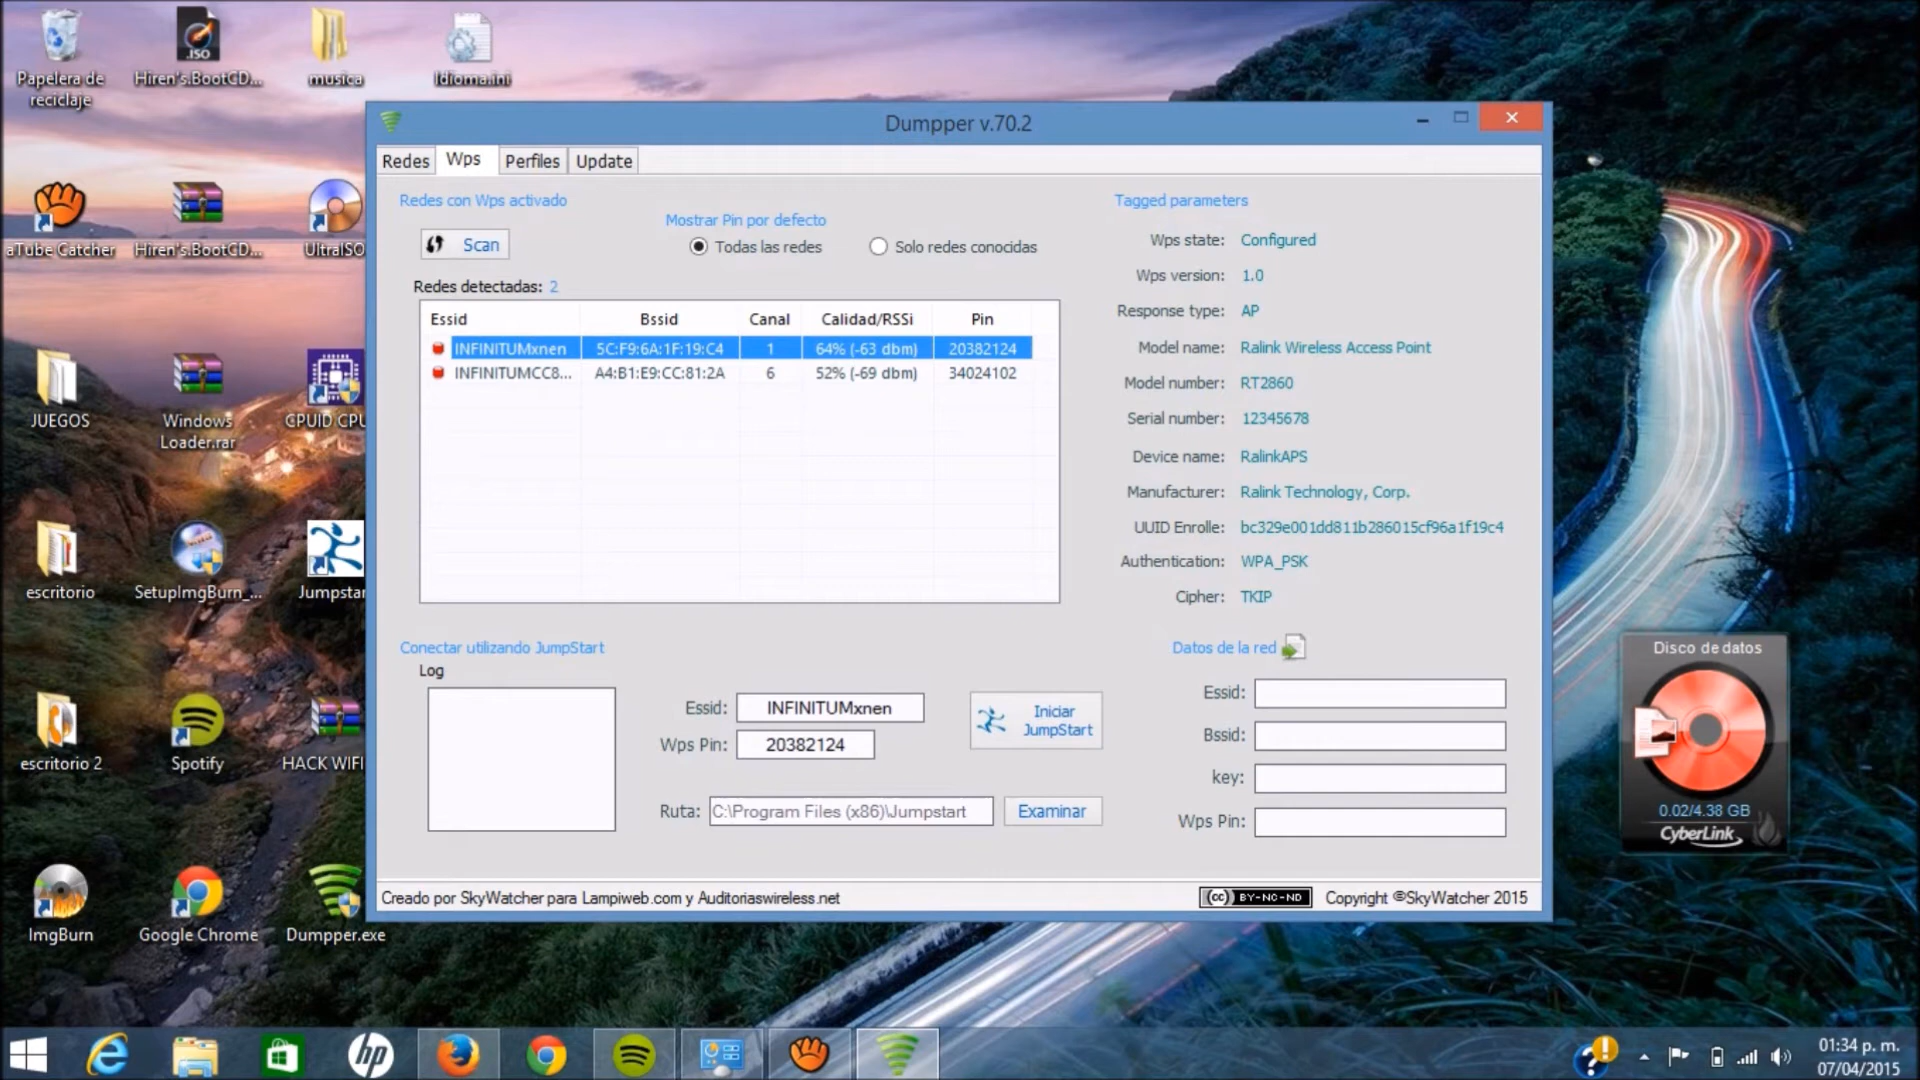 Papelera de
reciclaje
Hiren's.BootCD...
musica
Idioma.ini
.ISO
aTube Catcher
Hiren's.BootCD...
UltraISO
JUEGOS
Windows
Loader.rar
CPUID CPU
escritorio
SetupImgBurn_...
Jumpstar
escritorio 2
Spotify
HACK WIFI
ImgBurn
Google Chrome
Dumpper.exe
Dumpper v.70.2
Redes Wps Perfiles Update
Redes con Wps activado
Scan
Mostrar Pin por defecto
Todas las redes Solo redes conocidas
Redes detectadas: 2
Essid Bssid Canal Calidad/RSSi Pin
INFINITUMxnen 5C:F9:6A:1F:19:C4 1 64% (-63 dbm) 20382124
INFINITUMCC8... A4:B1:E9:CC:81:2A 6 52% (-69 dbm) 34024102
Tagged parameters
Wps state: Configured
Wps version: 1.0
Response type: AP
Model name: Ralink Wireless Access Point
Model number: RT2860
Serial number: 12345678
Device name: RalinkAPS
Manufacturer: Ralink Technology, Corp.
UUID Enrolle: bc329e001dd811b286015cf96a1f19c4
Authentication: WPA_PSK
Cipher: TKIP
Conectar utilizando JumpStart
Log
Essid: INFINITUMxnen
Wps Pin: 20382124
Iniciar
JumpStart
Ruta: C:\Program Files (x86)\Jumpstart Examinar
Datos de la red
Essid:
Bssid:
key:
Wps Pin:
Creado por SkyWatcher para Lampiweb.com y Auditoriaswireless.net
(cc) BY-NC-ND
Copyright ©SkyWatcher 2015
Disco de datos
0.02/4.38 GB
CyberLink
hp
01:34 p. m.
07/04/2015